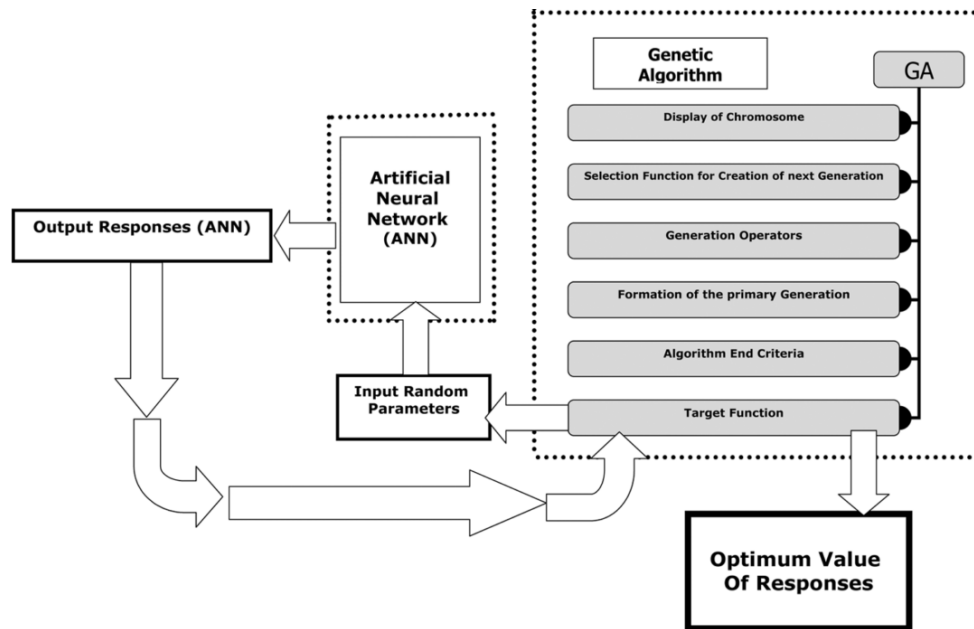 Genetic
Algorithm
GA
Display of Chromosome
Selection Function for Creation of next Generation
Generation Operators
Formation of the primary Generation
Algorithm End Criteria
Target Function
Artificial
Neural
Network
(ANN)
Output Responses (ANN)
Input Random
Parameters
Optimum Value
Of Responses